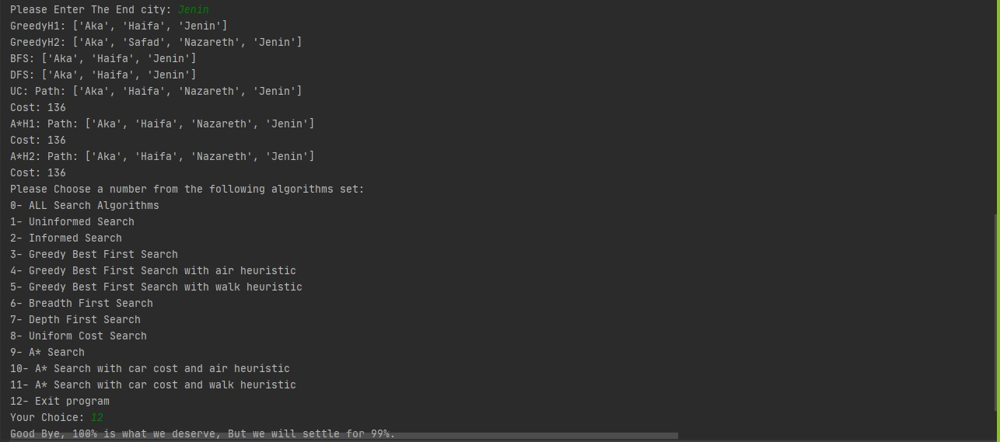 Please Enter The End city: Jenin
GreedyH1: ['Aka', 'Haifa', 'Jenin']
GreedyH2: ['Aka', 'Safad', 'Nazareth', 'Jenin']
BFS: ['Aka', 'Haifa', 'Jenin']
DFS: ['Aka', 'Haifa', 'Jenin']
UC: Path: ['Aka', 'Haifa', 'Nazareth', 'Jenin']
Cost: 136
A*H1: Path: ['Aka', 'Haifa', 'Nazareth', 'Jenin']
Cost: 136
A*H2: Path: ['Aka', 'Haifa', 'Nazareth', 'Jenin']
Cost: 136
Please Choose a number from the following algorithms set:
0- ALL Search Algorithms
1- Uninformed Search
2- Informed Search
3- Greedy Best First Search
4- Greedy Best First Search with air heuristic
5- Greedy Best First Search with walk heuristic
6- Breadth First Search
7- Depth First Search
8- Uniform Cost Search
9- A* Search
10- A* Search with car cost and air heuristic
11- A* Search with car cost and walk heuristic
12- Exit program
Your Choice: 12
Good Bye, 100% is what we deserve, But we will settle for 99%.